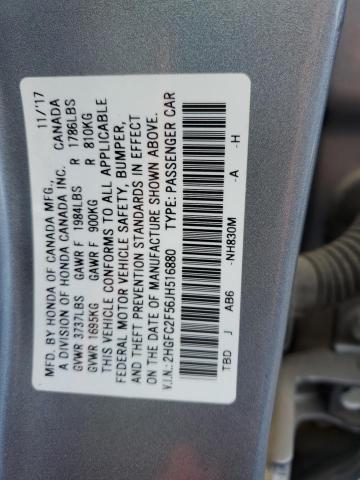 MFD. BY HONDA OF CANADA MFG., 11/'17
A DIVISION OF HONDA CANADA INC. CANADA
GVWR 3737LBS GAWR F 1984LBS R 1786LBS
GVWR 1695KG GAWR F 900KG R 810KG
THIS VEHICLE CONFORMS TO ALL APPLICABLE
FEDERAL MOTOR VEHICLE SAFETY, BUMPER,
AND THEFT PREVENTION STANDARDS IN EFFECT
ON THE DATE OF MANUFACTURE SHOWN ABOVE.
V.I.N.: 2HGFC2F56JH516880 TYPE: PASSENGER CAR
TBD J AB6 -NH830M -A -H